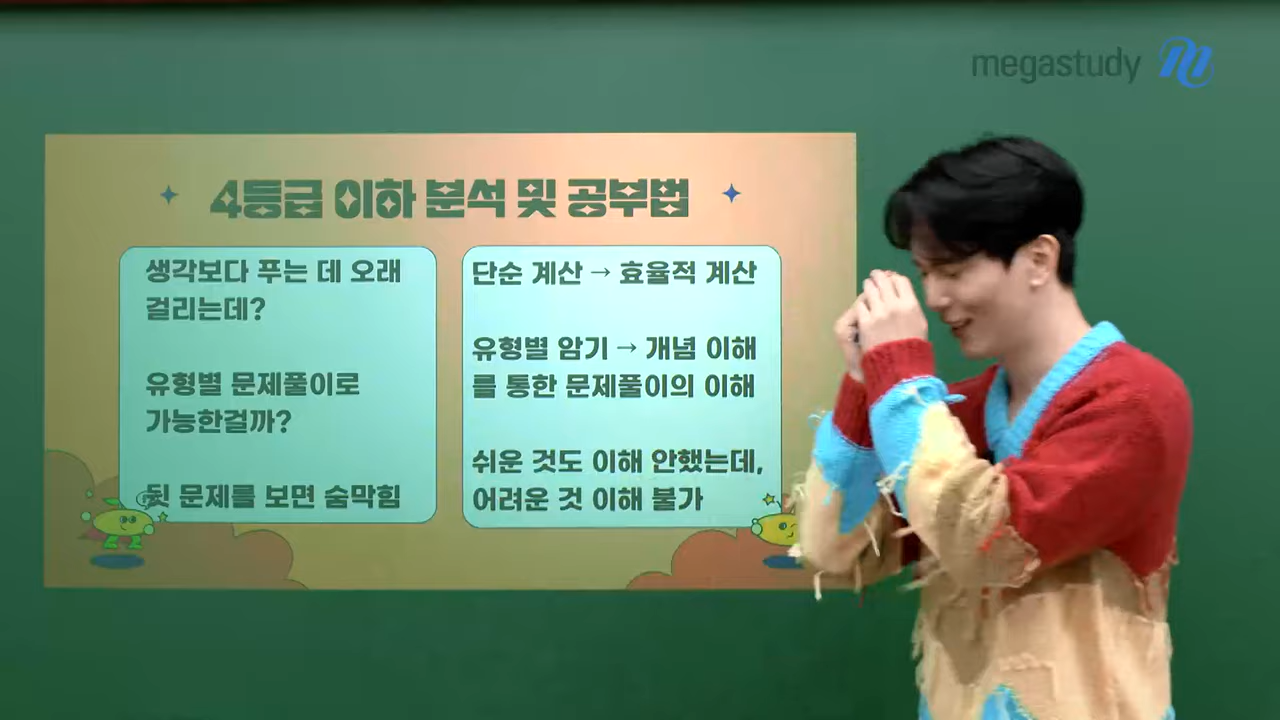 megastudy
4등급 이하 분석 및 공부법
생각보다 푸는 데 오래
걸리는데?
유형별 문제풀이로
가능한걸까?
뒷 문제를 보면 숨막힘
단순 계산 → 효율적 계산
유형별 암기 → 개념 이해
를 통한 문제풀이의 이해
쉬운 것도 이해 안했는데,
어려운 것 이해 불가